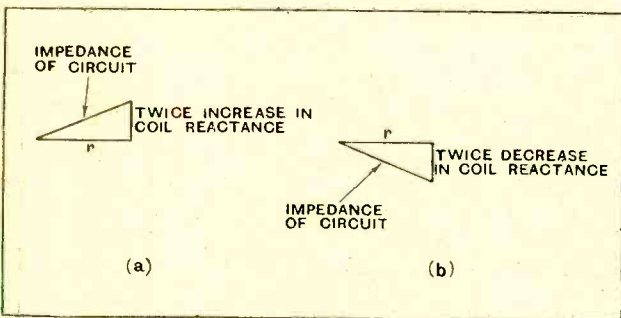 IMPEDANCE
OF CIRCUIT
TWICE INCREASE IN
COIL REACTANCE
r
(a)
r
TWICE DECREASE
IN COIL REACTANCE
IMPEDANCE
OF CIRCUIT
(b)